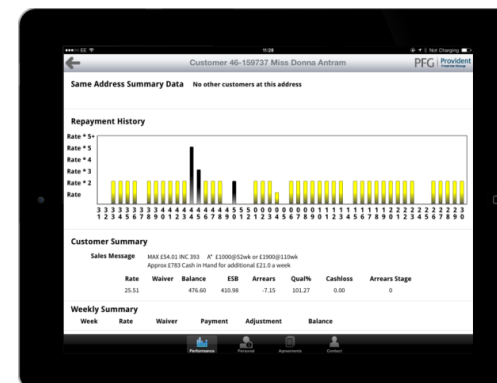 EE 11:28 Not Charging
Customer 46-159737 Miss Donna Antram PFG Provident
Same Address Summary Data No other customers at this address
Repayment History
Rate * 5+
Rate * 5
Rate * 4
Rate * 3
Rate * 2
Rate
Customer Summary
Sales Message MAX £54.01 INC 393 A* £1000@52wk or £1900@110wk
Approx £783 Cash in Hand for additional £21.0 a week
Rate Waiver Balance ESB Arrears Qual% Cashless Arrears Stage
25.51 476.60 410.98 -7.15 101.27 0.00 0
Weekly Summary
Week Rate Waiver Payment Adjustment Balance
Performance Personal Agreements Contact